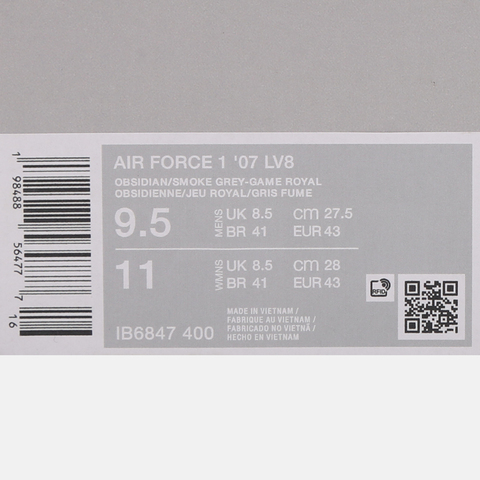 AIR FORCE 1 '07 LV8
OBSIDIAN/SMOKE GREY-GAME ROYAL
OBSIDIENNE/JEU ROYAL/GRIS FUME
9.5 MENS UK 8.5 cm 27.5
BR 41 EUR 43
11 WMNS UK 8.5 cm 28
BR 41 EUR 43
IB6847 400
MADE IN VIETNAM /
FABRIQUE AU VIETNAM /
FABRICADO NO VIETNÃ /
HECHO EN VIETNAM
RFID
1 98488 56477 7 16